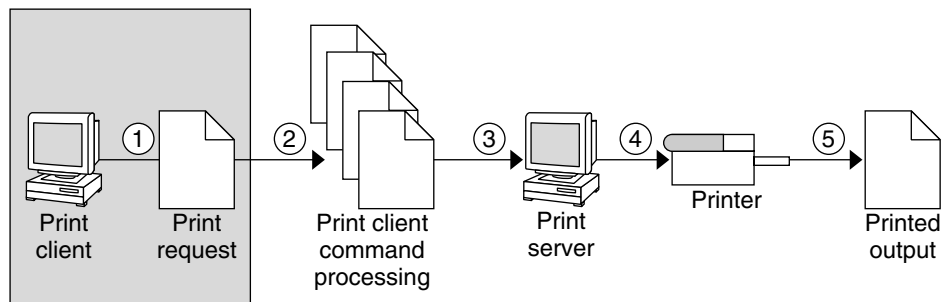 1
2
3
4
5
Print
client
Print
request
Print client
command
processing
Print
server
Printer
Printed
output